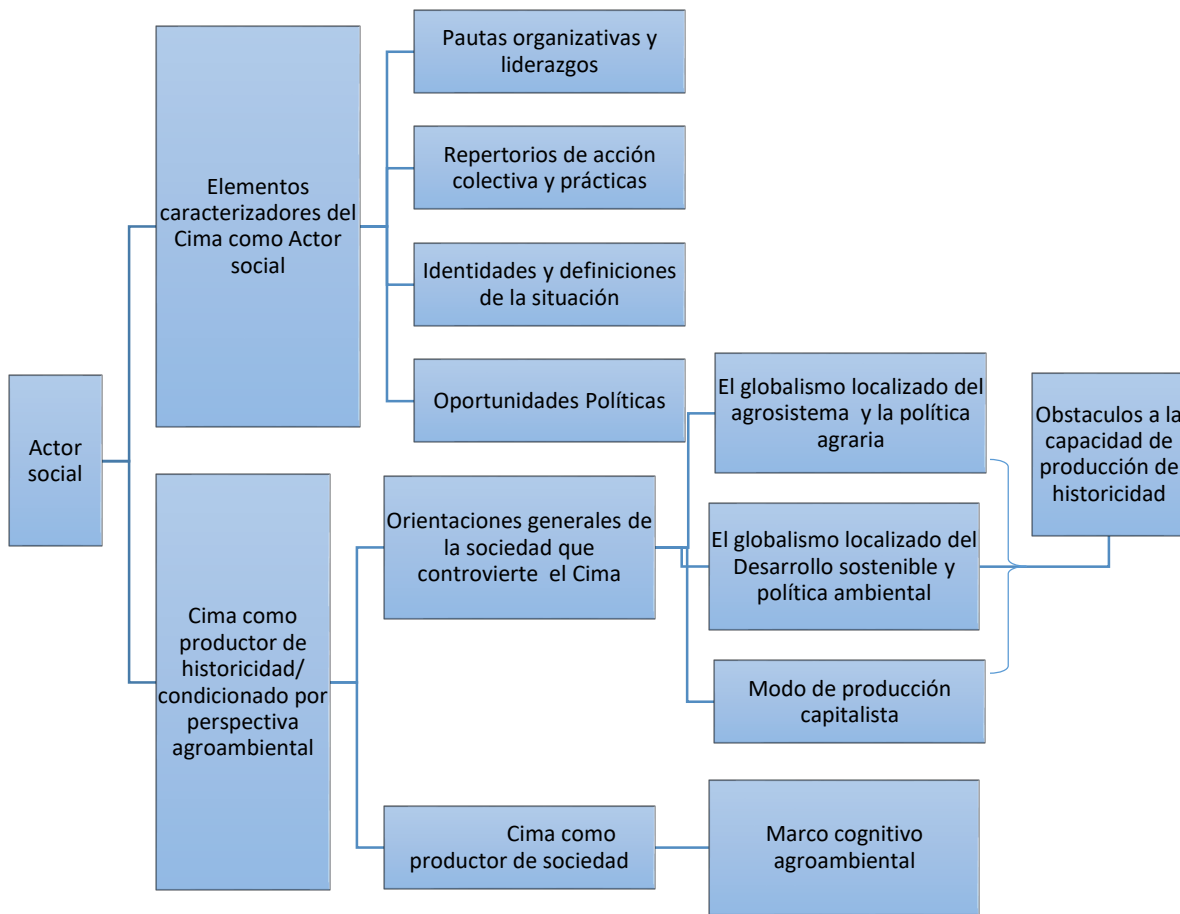 Actor
social
Elementos
caracterizadores del
Cima como Actor
social
Pautas organizativas y
liderazgos
Repertorios de acción
colectiva y prácticas
Identidades y definiciones
de la situación
Oportunidades Políticas
Cima como
productor de
historicidad/
condicionado por
perspectiva
agroambiental
Orientaciones generales de
la sociedad que
controvierte el Cima
El globalismo localizado del
agrosistema y la política
agraria
El globalismo localizado del
Desarrollo sostenible y
política ambiental
Modo de producción
capitalista
Obstaculos a la
capacidad de
producción de
historicidad
Cima como
productor de sociedad
Marco cognitivo
agroambiental